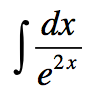 ∫ dx / e^{2x}